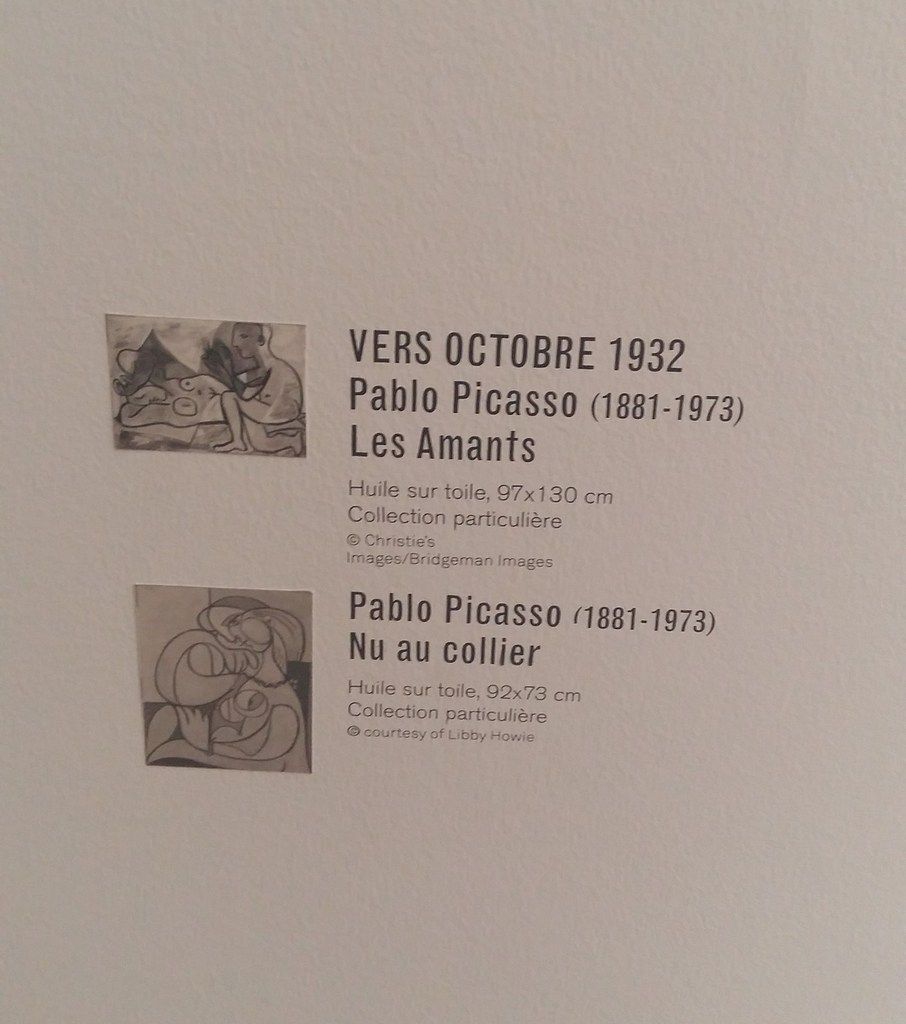 VERS OCTOBRE 1932
Pablo Picasso (1881-1973)
Les Amants
Huile sur toile, 97x130 cm
Collection particulière
© Christie's
Images/Bridgeman Images
Pablo Picasso (1881-1973)
Nu au collier
Huile sur toile, 92x73 cm
Collection particulière
© courtesy of Libby Howie